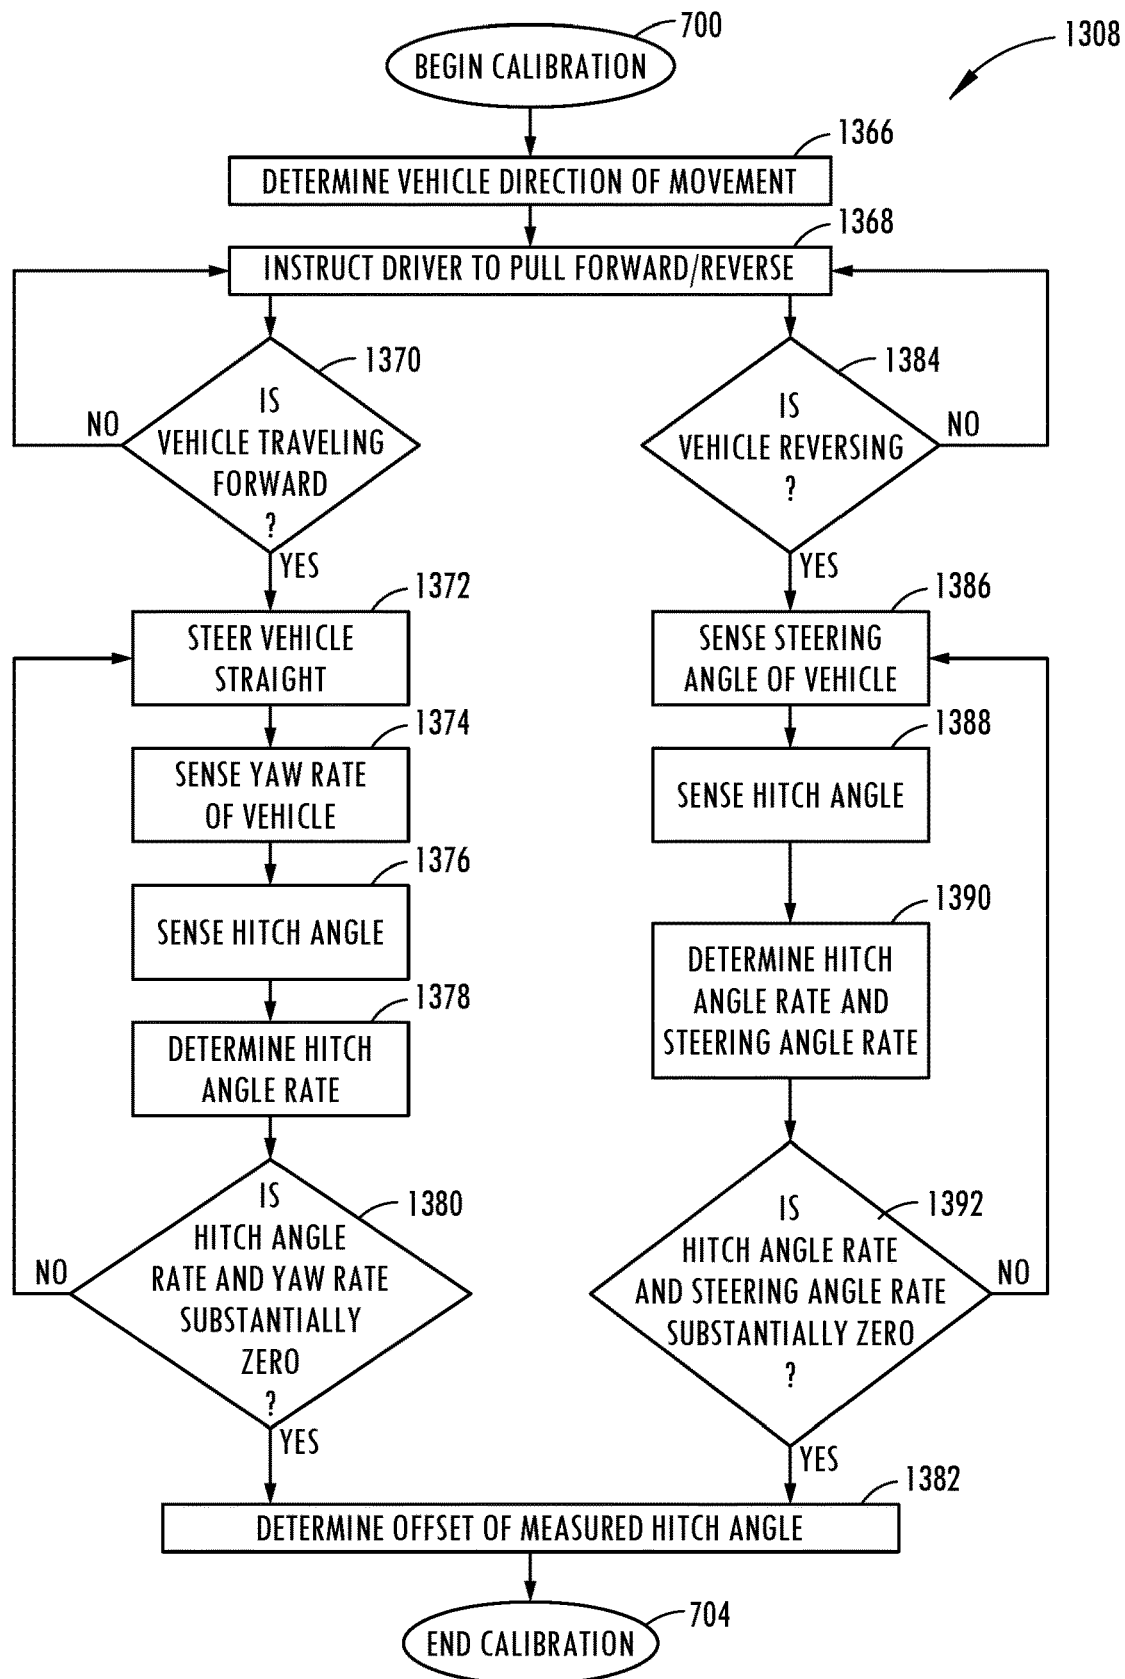 700
1308
BEGIN CALIBRATION
1366
DETERMINE VEHICLE DIRECTION OF MOVEMENT
1368
INSTRUCT DRIVER TO PULL FORWARD/REVERSE
1370
IS
VEHICLE TRAVELING
FORWARD
?
NO
YES
1372
STEER VEHICLE
STRAIGHT
1374
SENSE YAW RATE
OF VEHICLE
1376
SENSE HITCH ANGLE
1378
DETERMINE HITCH
ANGLE RATE
1380
IS
HITCH ANGLE
RATE AND YAW RATE
SUBSTANTIALLY
ZERO
?
NO
YES
1384
IS
VEHICLE REVERSING
?
NO
YES
1386
SENSE STEERING
ANGLE OF VEHICLE
1388
SENSE HITCH ANGLE
1390
DETERMINE HITCH
ANGLE RATE AND
STEERING ANGLE RATE
1392
IS
HITCH ANGLE RATE
AND STEERING ANGLE RATE
SUBSTANTIALLY ZERO
?
NO
YES
1382
DETERMINE OFFSET OF MEASURED HITCH ANGLE
704
END CALIBRATION